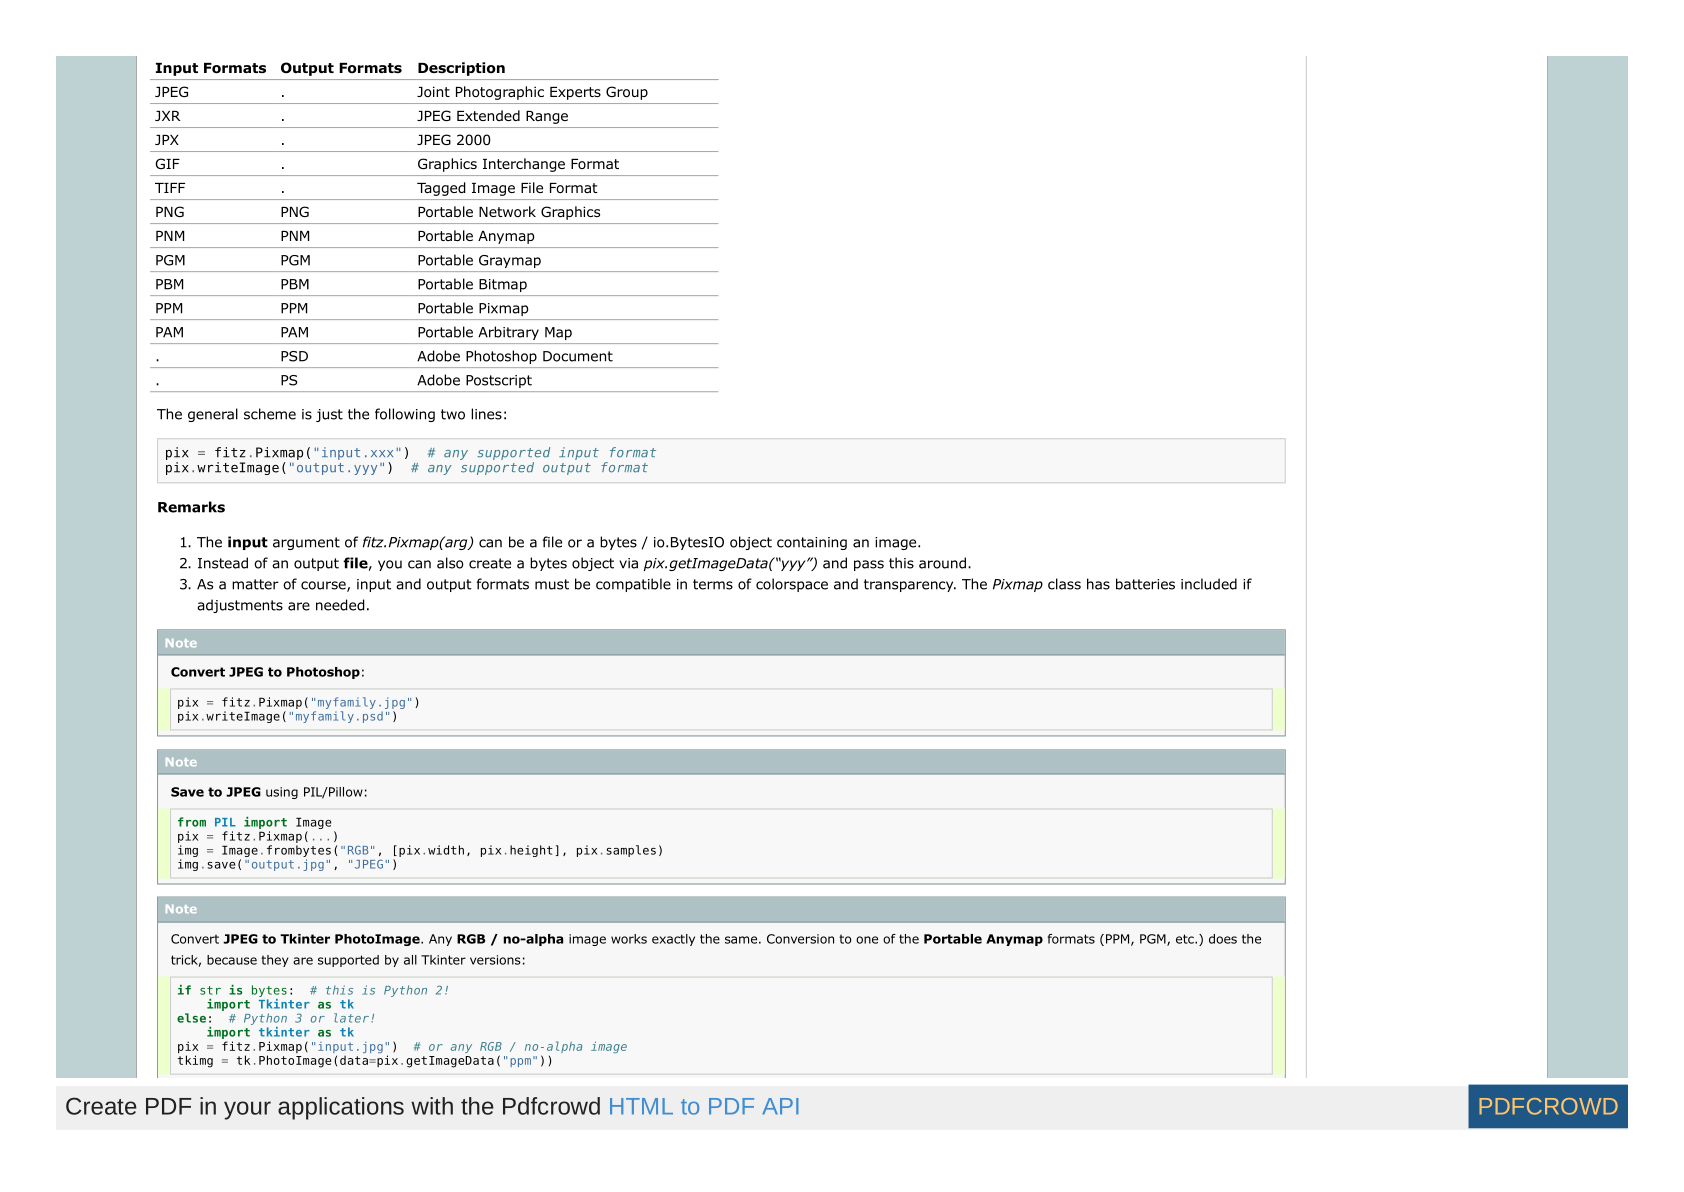 Input Formats Output Formats Description
JPEG . Joint Photographic Experts Group
JXR . JPEG Extended Range
JPX . JPEG 2000
GIF . Graphics Interchange Format
TIFF . Tagged Image File Format
PNG PNG Portable Network Graphics
PNM PNM Portable Anymap
PGM PGM Portable Graymap
PBM PBM Portable Bitmap
PPM PPM Portable Pixmap
PAM PAM Portable Arbitrary Map
. PSD Adobe Photoshop Document
. PS Adobe Postscript
The general scheme is just the following two lines:
pix = fitz.Pixmap("input.xxx")  # any supported input format
pix.writeImage("output.yyy")  # any supported output format
Remarks
1. The input argument of fitz.Pixmap(arg) can be a file or a bytes / io.BytesIO object containing an image.
2. Instead of an output file, you can also create a bytes object via pix.getImageData(“yyy”) and pass this around.
3. As a matter of course, input and output formats must be compatible in terms of colorspace and transparency. The Pixmap class has batteries included if
adjustments are needed.
Note
Convert JPEG to Photoshop:
pix = fitz.Pixmap("myfamily.jpg")
pix.writeImage("myfamily.psd")
Note
Save to JPEG using PIL/Pillow:
from PIL import Image
pix = fitz.Pixmap(...)
img = Image.frombytes("RGB", [pix.width, pix.height], pix.samples)
img.save("output.jpg", "JPEG")
Note
Convert JPEG to Tkinter PhotoImage. Any RGB / no-alpha image works exactly the same. Conversion to one of the Portable Anymap formats (PPM, PGM, etc.) does the
trick, because they are supported by all Tkinter versions:
if str is bytes:  # this is Python 2!
    import Tkinter as tk
else:  # Python 3 or later!
    import tkinter as tk
pix = fitz.Pixmap("input.jpg")  # or any RGB / no-alpha image
tkimg = tk.PhotoImage(data=pix.getImageData("ppm"))
Create PDF in your applications with the Pdfcrowd HTML to PDF API PDFCROWD